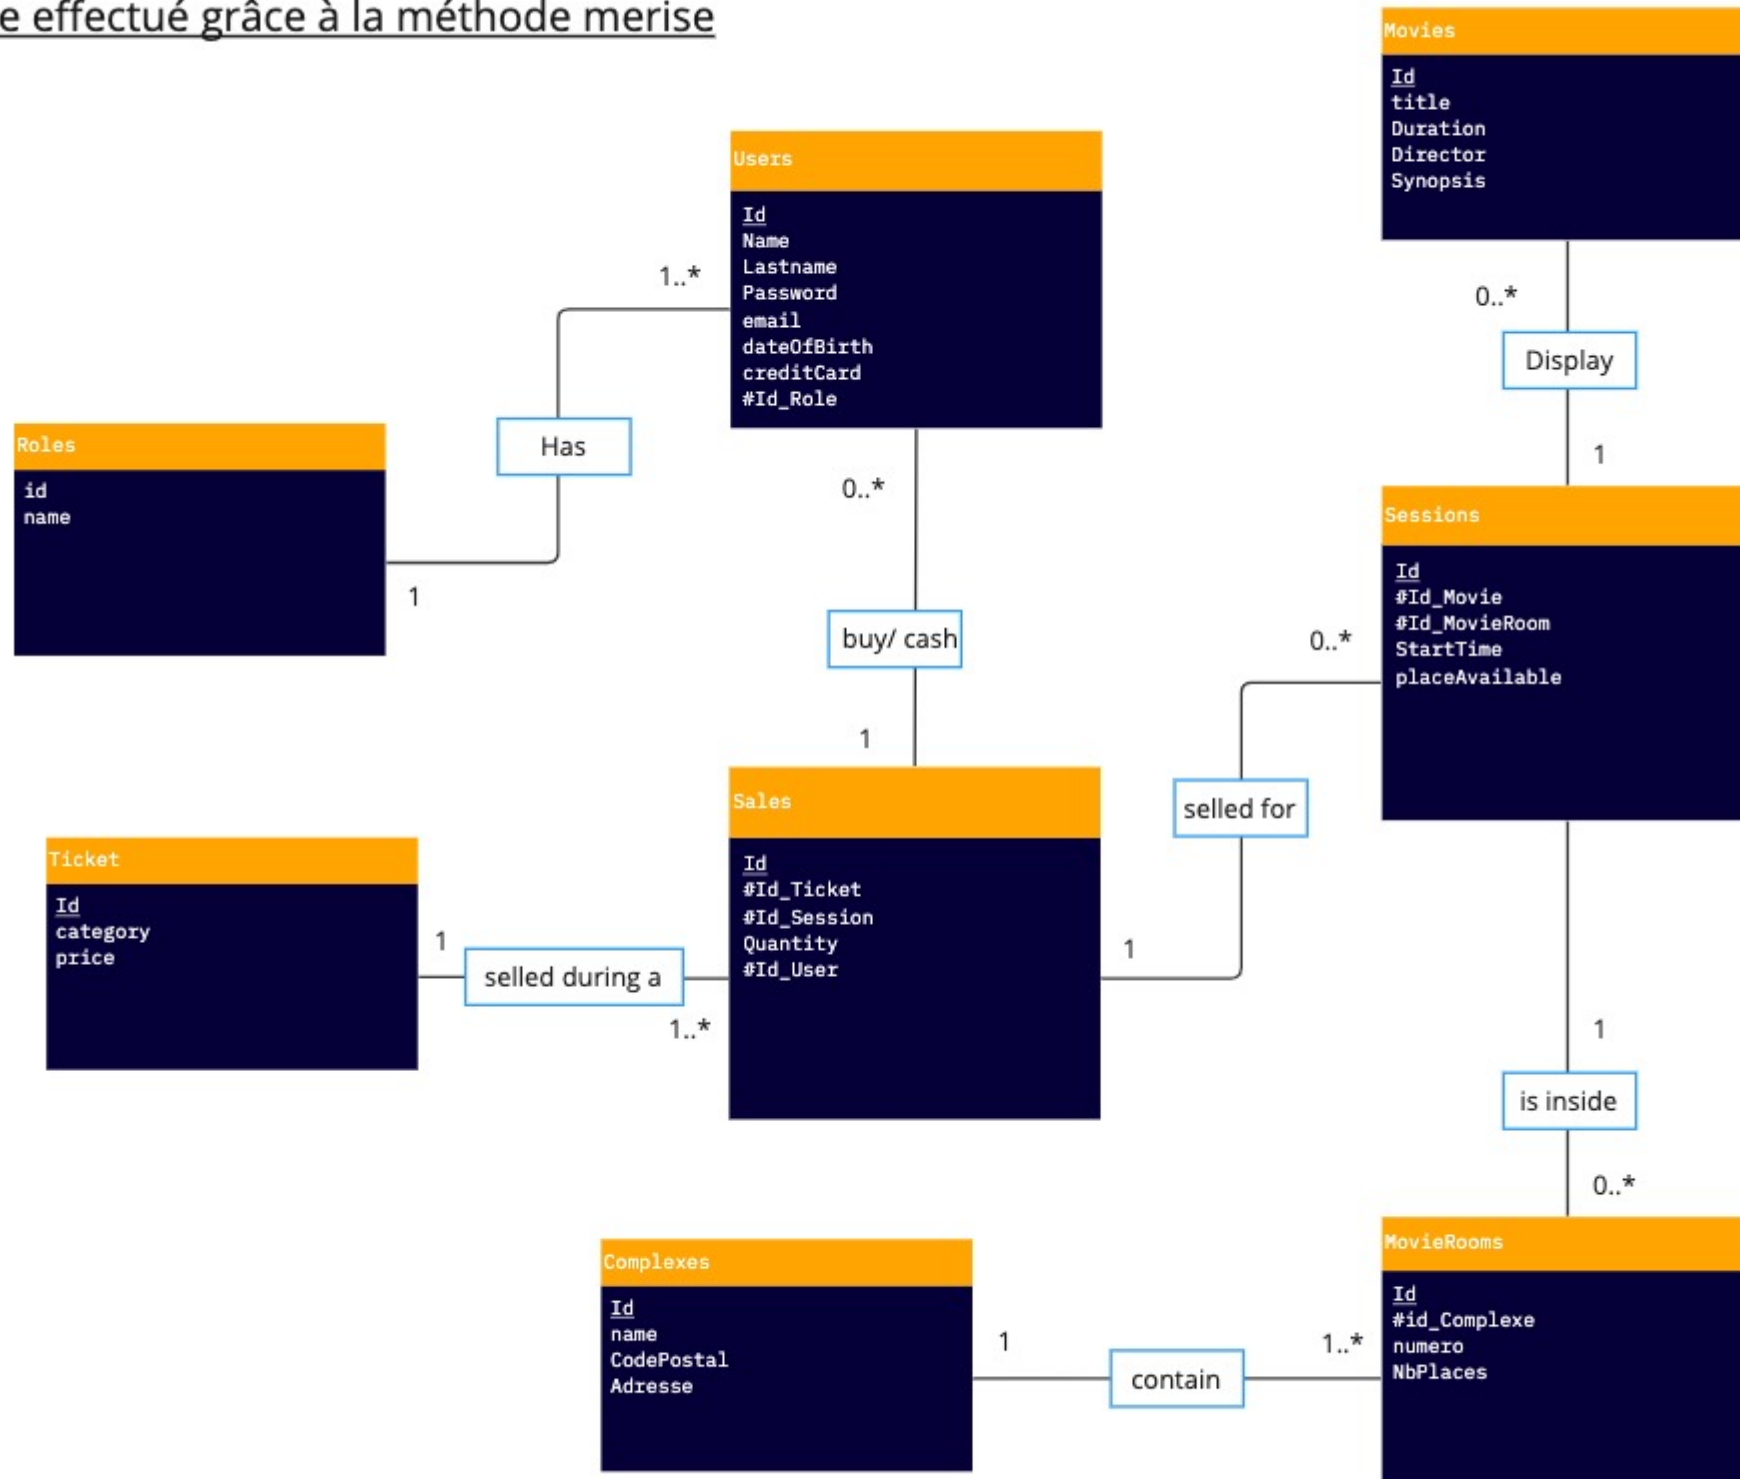 e effectué grâce à la méthode merise
Movies
Id
title
Duration
Director
Synopsis
Users
Id
Name
Lastname
Password
email
dateOfBirth
creditCard
#Id_Role
1..*
0..*
Display
1
Has
Roles
id
name
1
0..*
buy/ cash
1
Sessions
Id
#Id_Movie
#Id_MovieRoom
StartTime
placeAvailable
0..*
selled for
1
Sales
Id
#Id_Ticket
#Id_Session
Quantity
#Id_User
Ticket
Id
category
price
1
selled during a
1..*
1
is inside
0..*
Complexes
Id
name
CodePostal
Adresse
1
contain
1..*
MovieRooms
Id
#id_Complexe
numero
NbPlaces